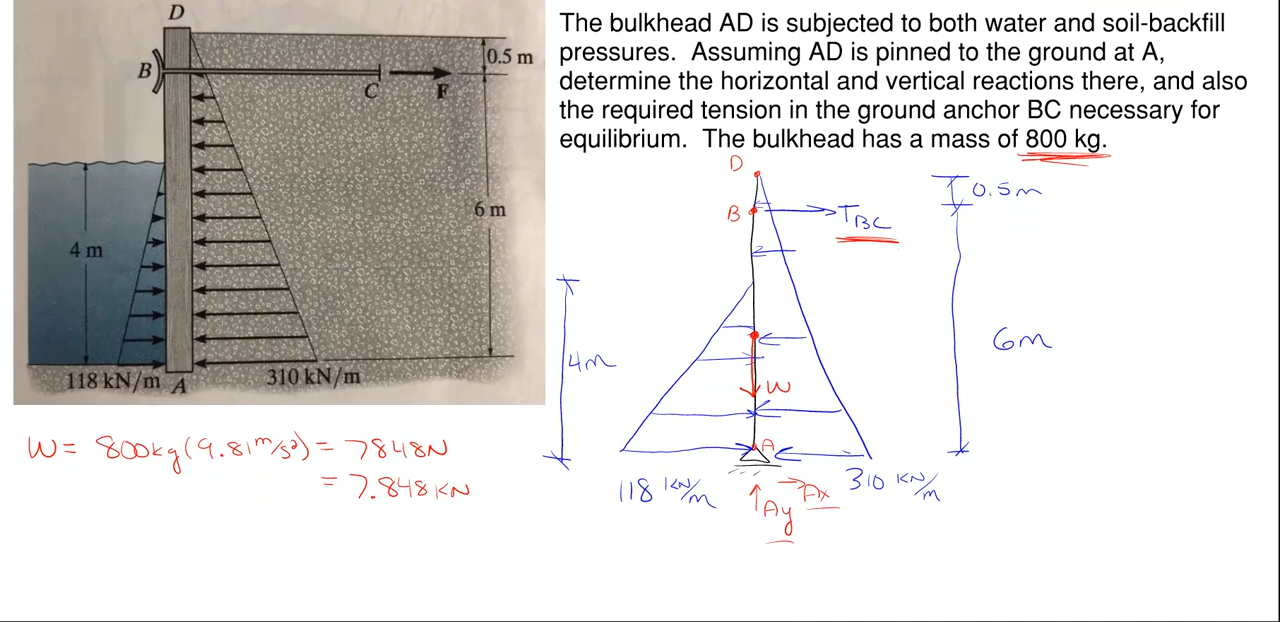 The bulkhead AD is subjected to both water and soil-backfill
pressures. Assuming AD is pinned to the ground at A,
determine the horizontal and vertical reactions there, and also
the required tension in the ground anchor BC necessary for
equilibrium. The bulkhead has a mass of 800 kg.
D
B
C
F
0.5 m
6 m
4 m
118 kN/m
A
310 kN/m
D
B
T_BC
0.5m
6m
4m
W
A
118 KN/m
310 KN/m
Ax
Ay
W = 800kg(9.81 m/s²) = 7848N
= 7.848 KN